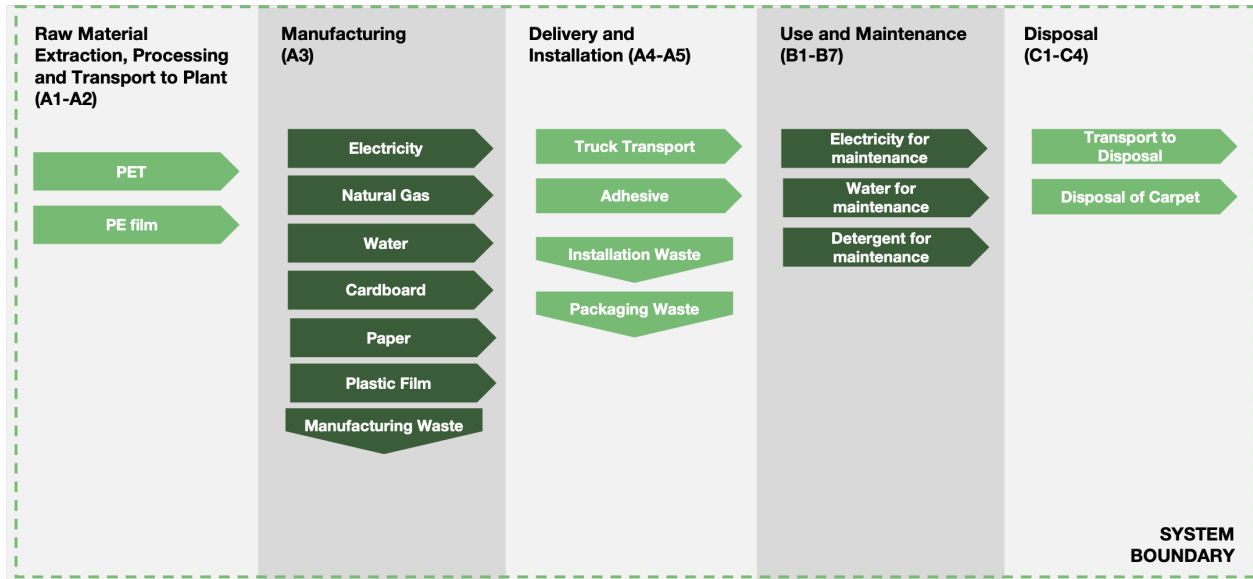 Raw Material
Extraction, Processing
and Transport to Plant
(A1-A2)
PET
PE film
Manufacturing
(A3)
Electricity
Natural Gas
Water
Cardboard
Paper
Plastic Film
Manufacturing Waste
Delivery and
Installation (A4-A5)
Truck Transport
Adhesive
Installation Waste
Packaging Waste
Use and Maintenance
(B1-B7)
Electricity for
maintenance
Water for
maintenance
Detergent for
maintenance
Disposal
(C1-C4)
Transport to
Disposal
Disposal of Carpet
SYSTEM
BOUNDARY